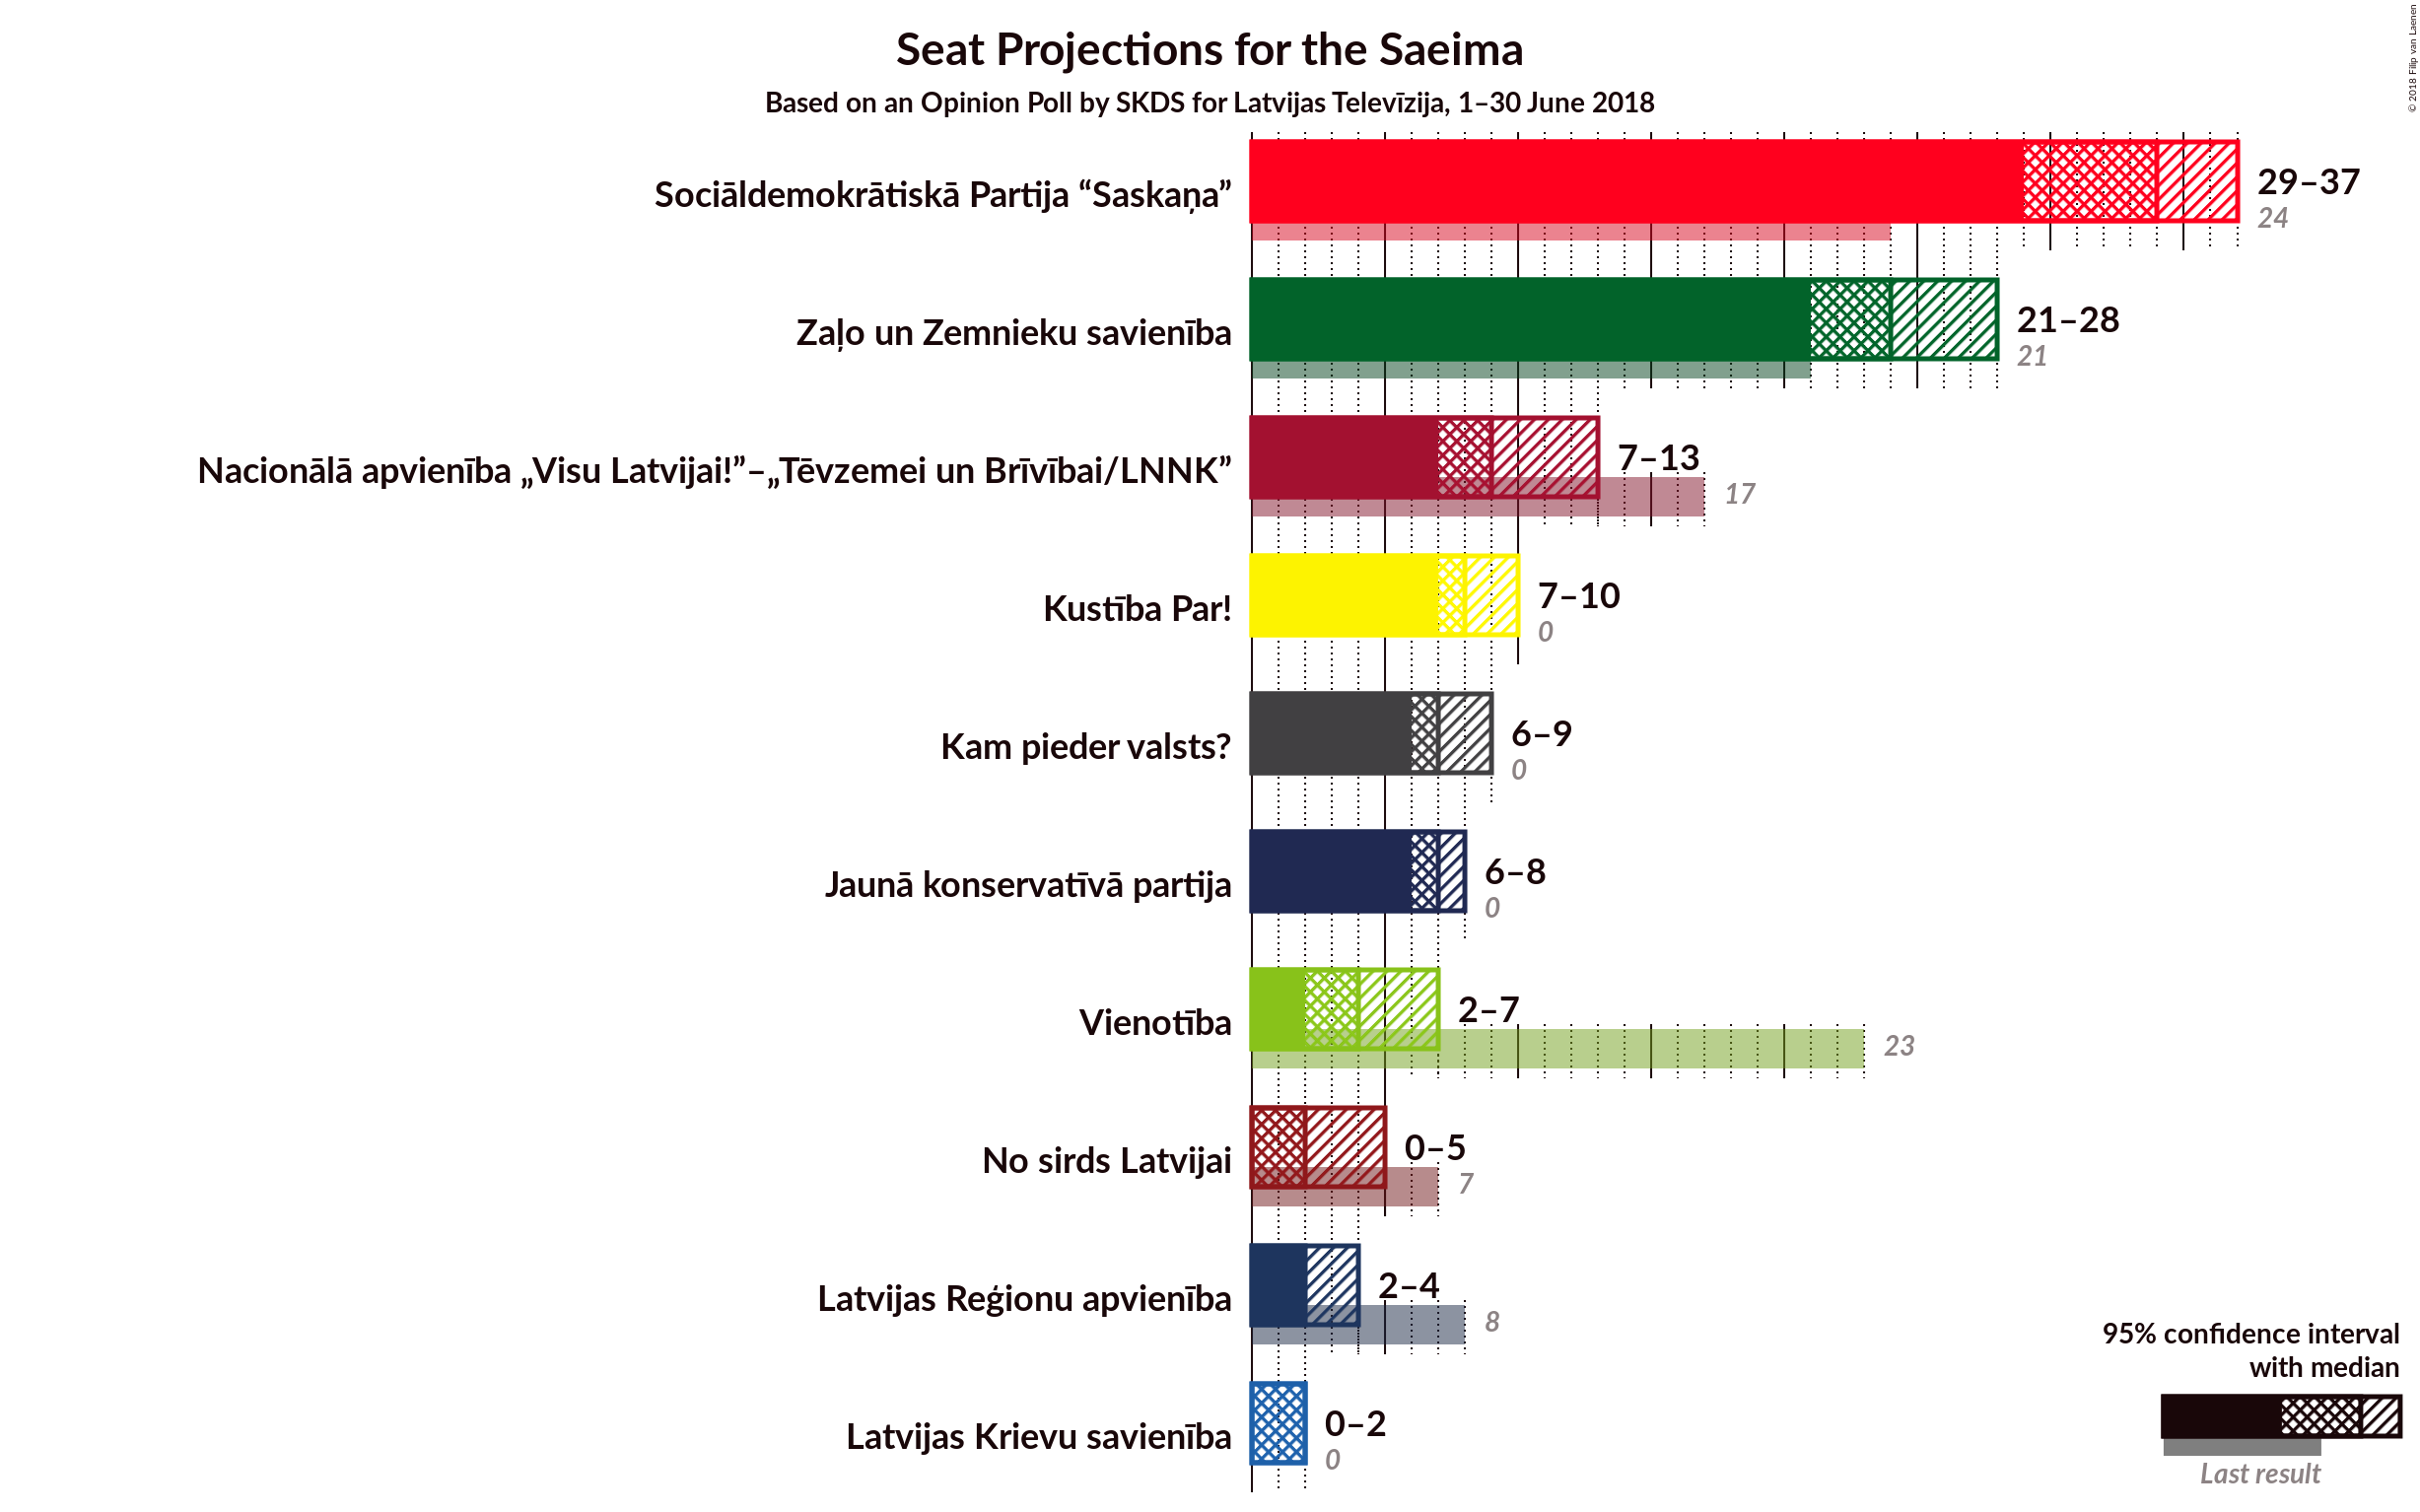 Seat Projections for the Saeima
Based on an Opinion Poll by SKDS for Latvijas Televīzija, 1–30 June 2018
© 2018 Filip van Laenen
Sociāldemokrātiskā Partija “Saskaņa”
29–37
24
Zaļo un Zemnieku savienība
21–28
21
Nacionālā apvienība „Visu Latvijai!”–„Tēvzemei un Brīvībai/LNNK”
7–13
17
Kustība Par!
7–10
0
Kam pieder valsts?
6–9
0
Jaunā konservatīvā partija
6–8
0
Vienotība
2–7
23
No sirds Latvijai
0–5
7
Latvijas Reģionu apvienība
2–4
8
Latvijas Krievu savienība
0–2
0
95% confidence interval
with median
Last result